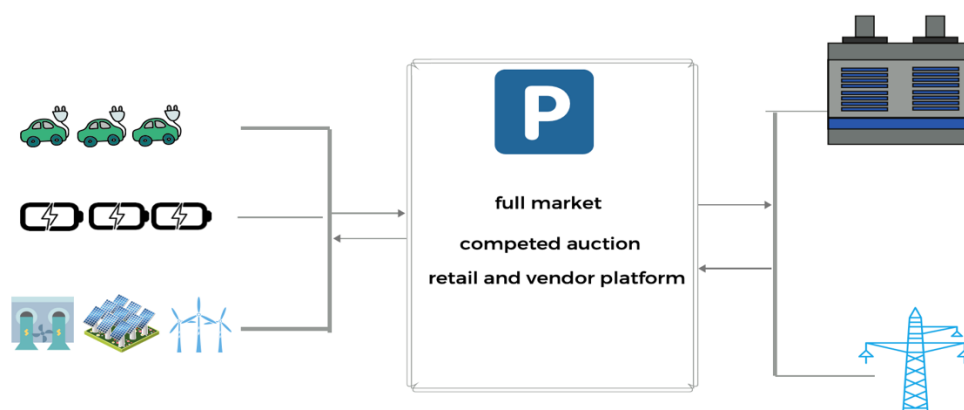 P
full market
competed auction
retail and vendor platform